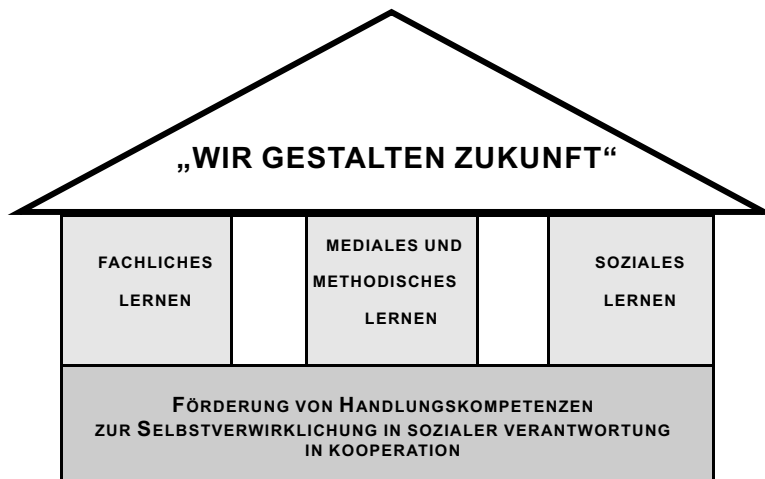 „WIR GESTALTEN ZUKUNFT“
FACHLICHES
LERNEN
MEDIALES UND
METHODISCHES
LERNEN
SOZIALES
LERNEN
FÖRDERUNG VON HANDLUNGSKOMPETENZEN
ZUR SELBSTVERWIRKLICHUNG IN SOZIALER VERANTWORTUNG
IN KOOPERATION